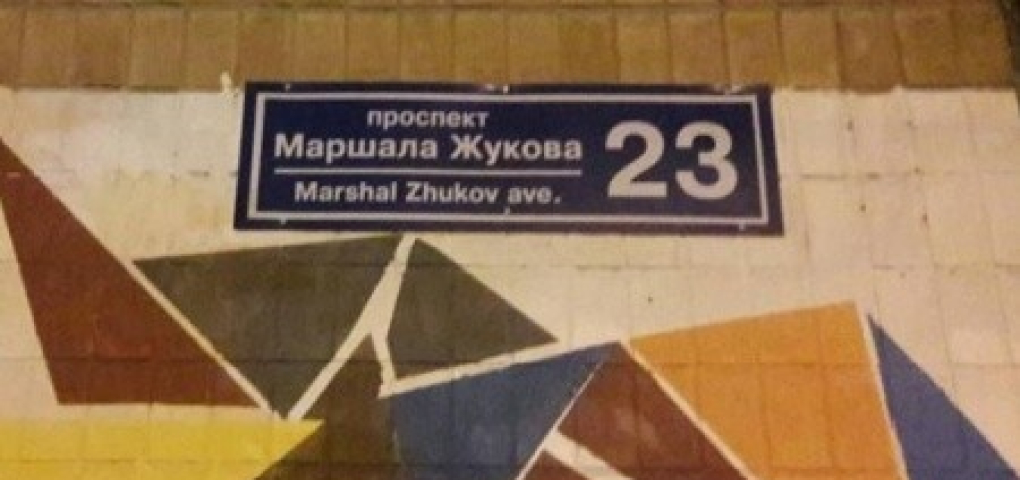 проспект
Маршала Жукова
Marshal Zhukov ave.
23